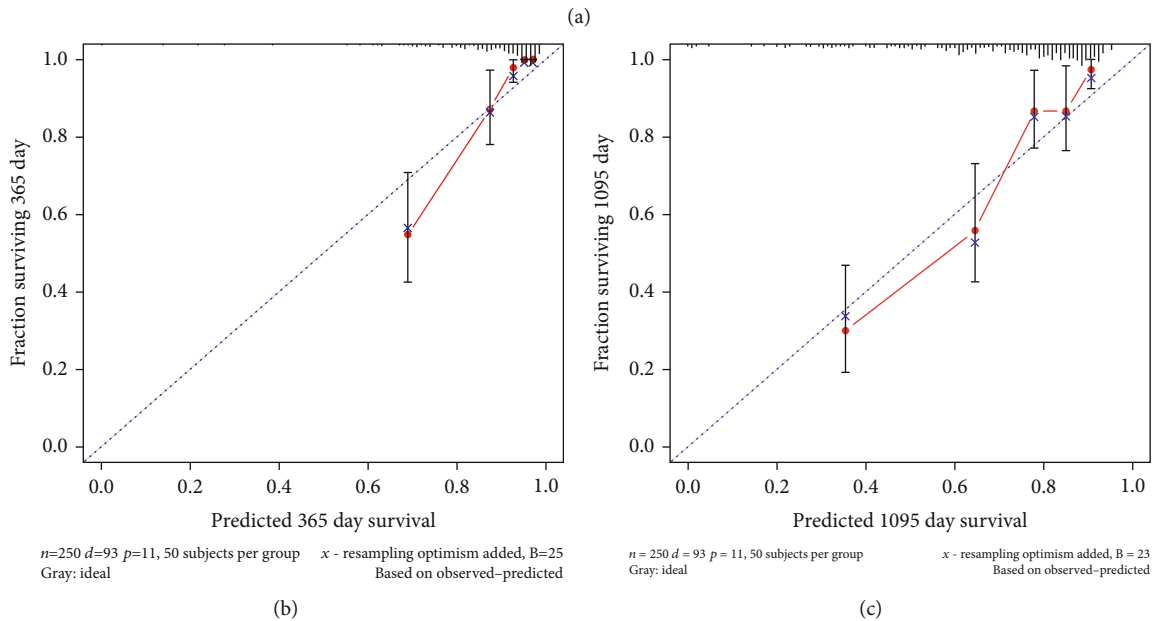 (a)
Fraction surviving 365 day
1.0
0.8
0.6
0.4
0.2
0.0
0.0 0.2 0.4 0.6 0.8 1.0
Predicted 365 day survival
n=250 d=93 p=11, 50 subjects per group x - resampling optimism added, B=25
Gray: ideal Based on observed–predicted
(b)
Fraction surviving 1095 day
1.0
0.8
0.6
0.4
0.2
0.0
0.0 0.2 0.4 0.6 0.8 1.0
Predicted 1095 day survival
n = 250 d = 93 p = 11, 50 subjects per group x - resampling optimism added, B = 23
Gray: ideal Based on observed–predicted
(c)